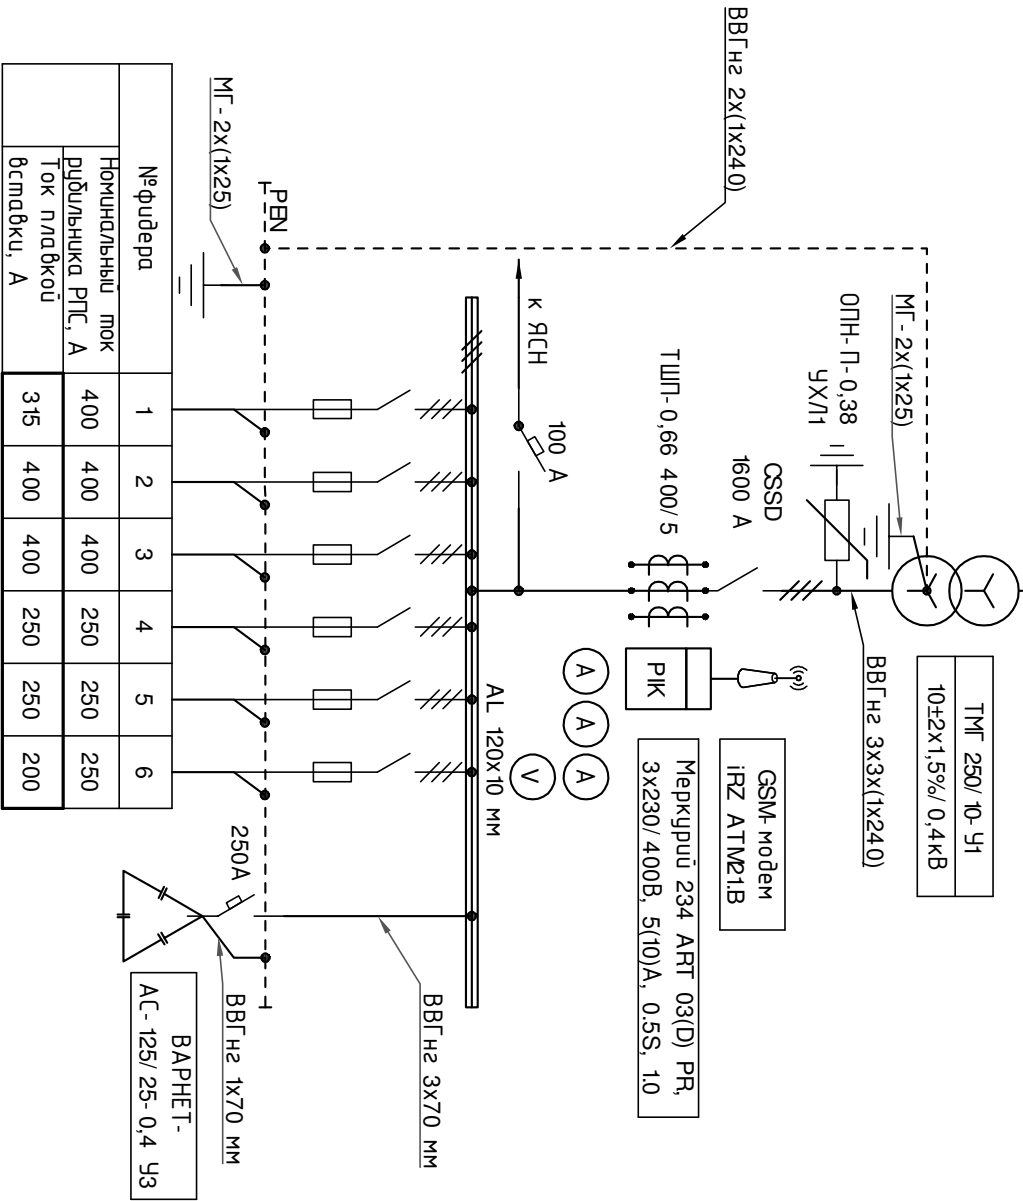 ТМГ 250/10-У1
10±2х1,5%/0,4кВ
ВВГнг 2х(1х240)
МГ-2х(1х25)
ОПН-П-0,38
УХЛ1
ВВГнг 3х3х(1х240)
CSSD
1600 А
GSM-модем
iRZ ATM21.B
ТШП-0,66 400/5
PIK
Меркурий 234 ART 03(D) PR,
3х230/400В, 5(10)А, 0.5S, 1.0
A
A
A
V
100 А
к ЯСН
AL 120х10 мм
PEN
МГ-2х(1х25)
250А
ВВГнг 3х70 мм
ВВГнг 1х70 мм
ВАРНЕТ-
АС-125/25-0,4 У3
№фидера 1 2 3 4 5 6
Номинальный ток
рубильника РПС, А 400 400 400 250 250 250
Ток плавкой
вставки, А 315 400 400 250 250 200